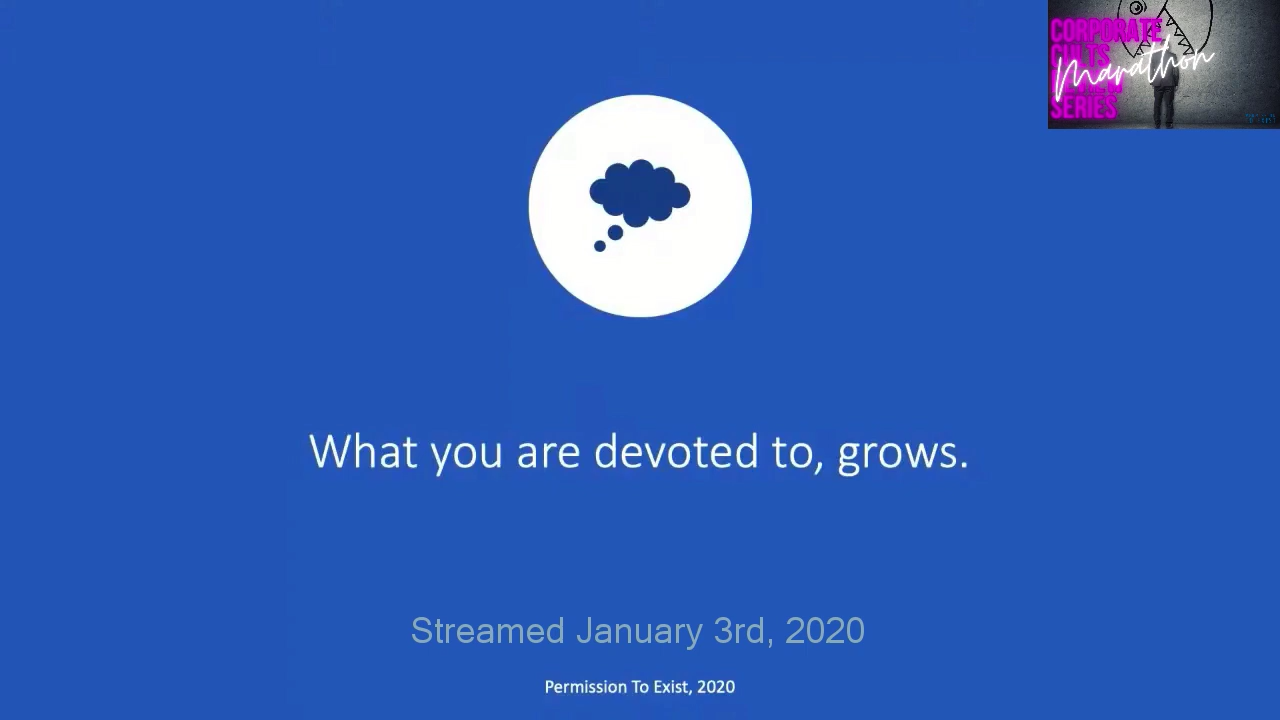 CORPORATE
CULTS
Marathon
SERIES
What you are devoted to, grows.
Streamed January 3rd, 2020
Permission To Exist, 2020